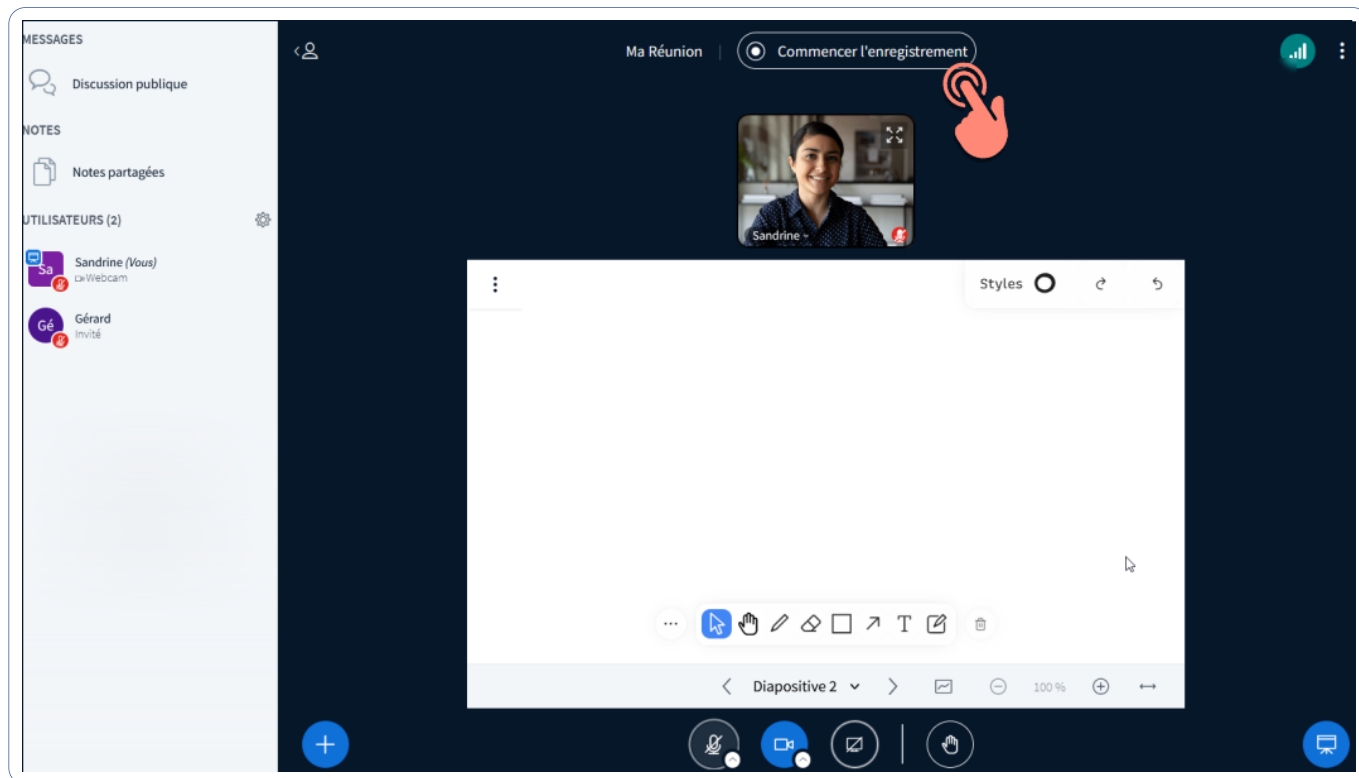 MESSAGES
Discussion publique
NOTES
Notes partagées
UTILISATEURS (2)
Sa
Sandrine (Vous)
Webcam
Gé
Gérard
Invité
Ma Réunion
Commencer l'enregistrement
Sandrine
Styles
T
Diapositive 2
100 %